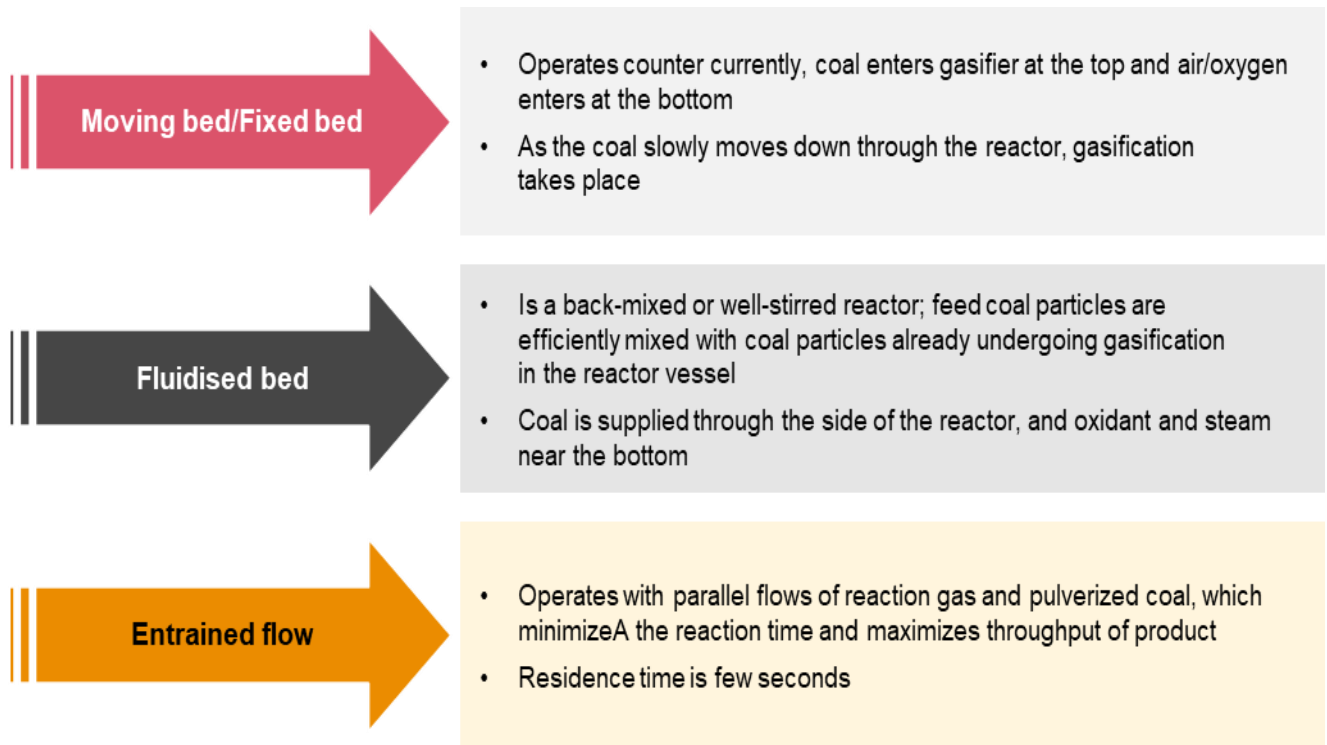 Moving bed/Fixed bed
• Operates counter currently, coal enters gasifier at the top and air/oxygen
enters at the bottom
• As the coal slowly moves down through the reactor, gasification
takes place
Fluidised bed
• Is a back-mixed or well-stirred reactor; feed coal particles are
efficiently mixed with coal particles already undergoing gasification
in the reactor vessel
• Coal is supplied through the side of the reactor, and oxidant and steam
near the bottom
Entrained flow
• Operates with parallel flows of reaction gas and pulverized coal, which
minimizeA the reaction time and maximizes throughput of product
• Residence time is few seconds